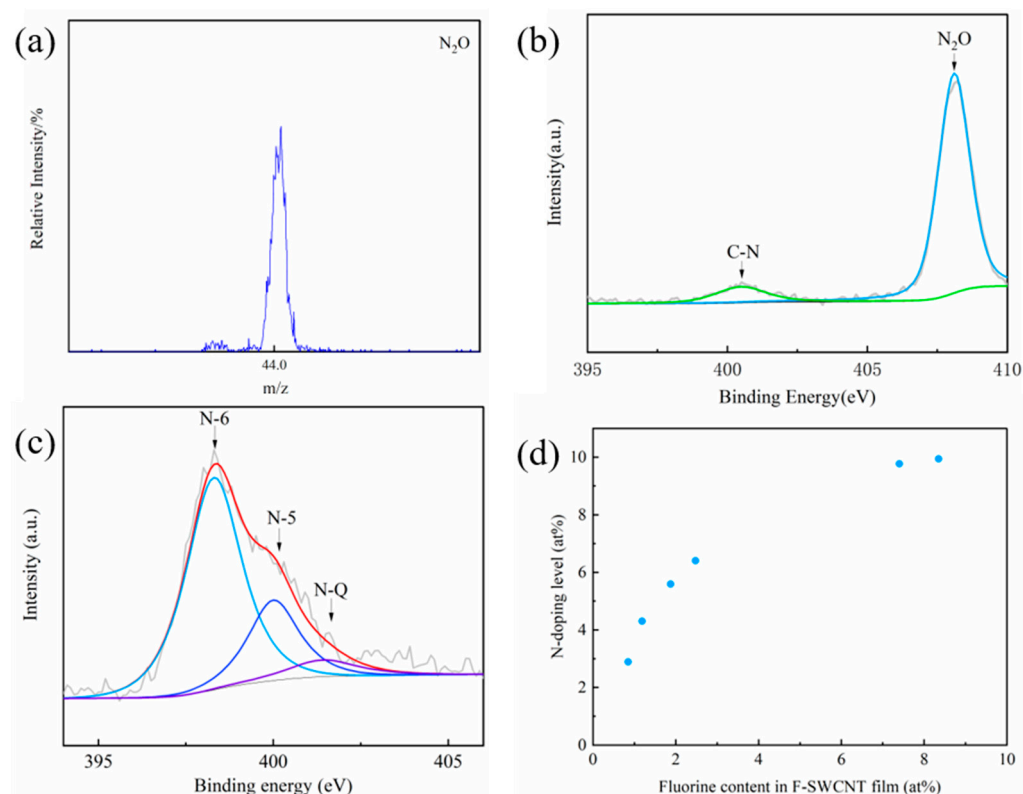 (a)
N₂O
Relative Intensity/%
44.0
m/z
(b)
N₂O
C-N
Intensity(a.u.)
395 400 405 410
Binding Energy(eV)
(c)
N-6
N-5
N-Q
Intensity (a.u.)
395 400 405
Binding energy (eV)
(d)
N-doping level (at%)
10
8
6
4
2
0
0 2 4 6 8 10
Fluorine content in F-SWCNT film (at%)